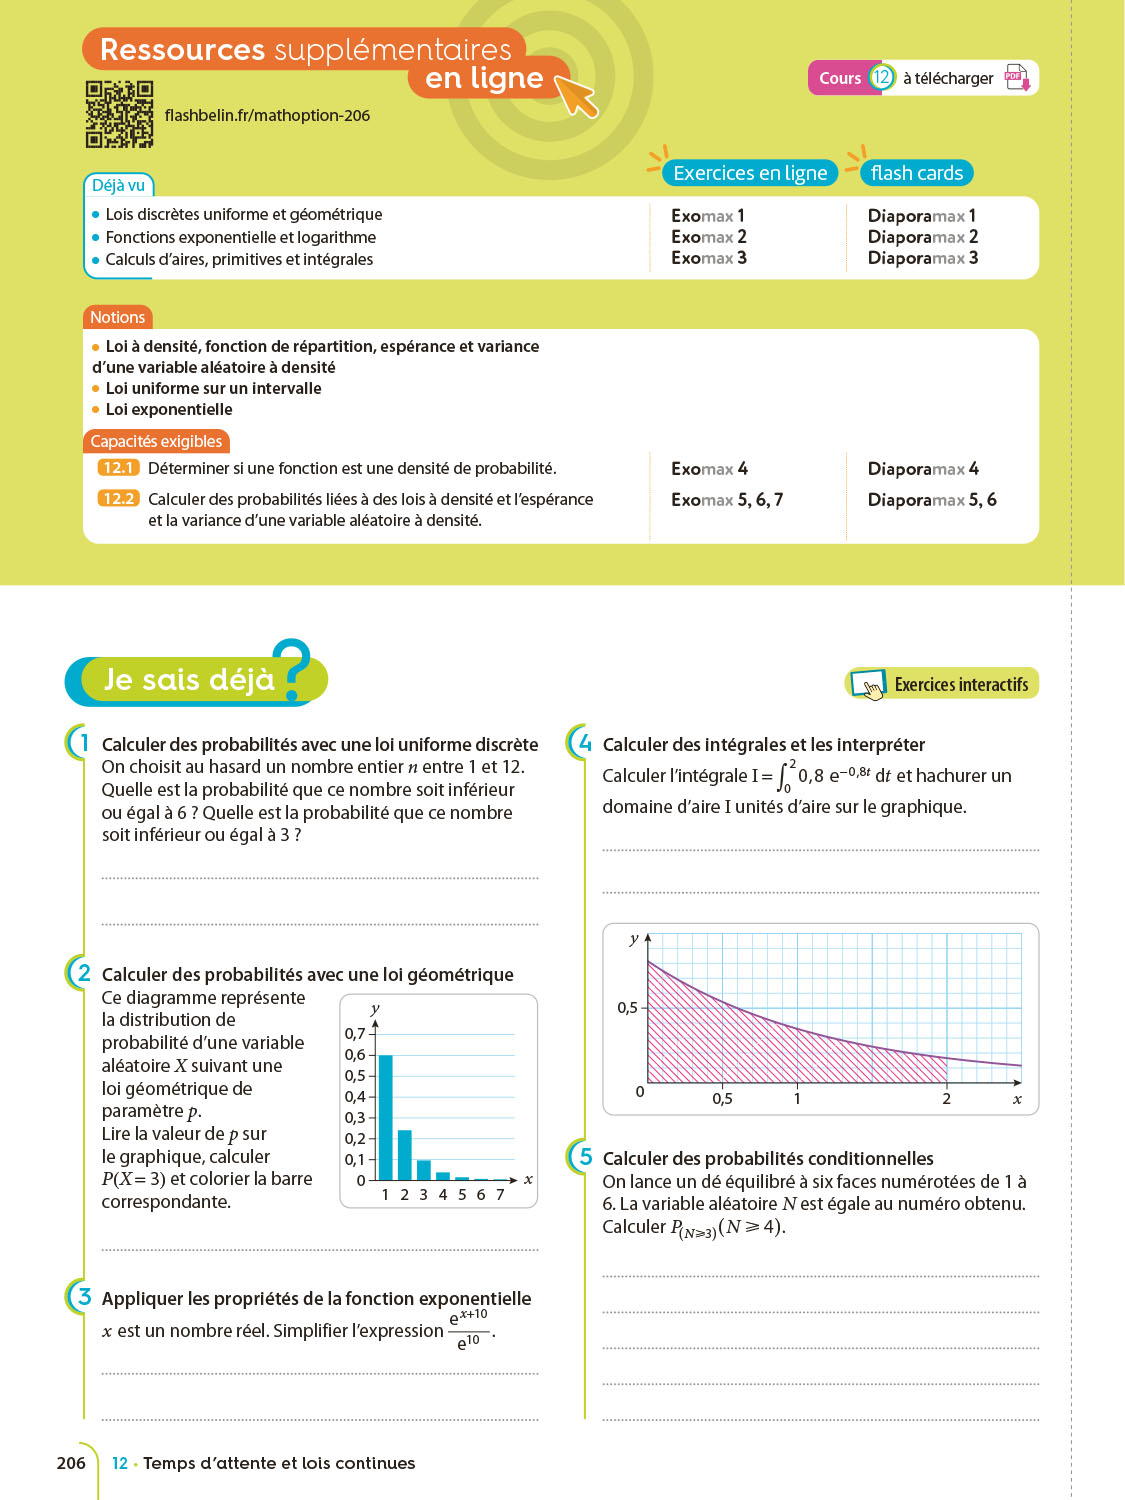 Ressources supplémentaires
en ligne
flashbelin.fr/mathoption-206
Cours 12 à télécharger
PDF
Exercices en ligne
flash cards
Déjà vu
• Lois discrètes uniforme et géométrique
Exomax 1
Diaporamax 1
• Fonctions exponentielle et logarithme
Exomax 2
Diaporamax 2
• Calculs d'aires, primitives et intégrales
Exomax 3
Diaporamax 3
Notions
• Loi à densité, fonction de répartition, espérance et variance
d'une variable aléatoire à densité
• Loi uniforme sur un intervalle
• Loi exponentielle
Capacités exigibles
12.1 Déterminer si une fonction est une densité de probabilité.
Exomax 4
Diaporamax 4
12.2 Calculer des probabilités liées à des lois à densité et l'espérance
et la variance d'une variable aléatoire à densité.
Exomax 5, 6, 7
Diaporamax 5, 6
Je sais déjà ?
Exercices interactifs
1 Calculer des probabilités avec une loi uniforme discrète
On choisit au hasard un nombre entier n entre 1 et 12.
Quelle est la probabilité que ce nombre soit inférieur
ou égal à 6 ? Quelle est la probabilité que ce nombre
soit inférieur ou égal à 3 ?
2 Calculer des probabilités avec une loi géométrique
Ce diagramme représente
la distribution de
probabilité d'une variable
aléatoire X suivant une
loi géométrique de
paramètre p.
Lire la valeur de p sur
le graphique, calculer
P(X = 3) et colorier la barre
correspondante.
y
0,7
0,6
0,5
0,4
0,3
0,2
0,1
0
x
1 2 3 4 5 6 7
3 Appliquer les propriétés de la fonction exponentielle
x est un nombre réel. Simplifier l'expression e^(x+10)/e^10.
4 Calculer des intégrales et les interpréter
Calculer l'intégrale I = ∫₀² 0,8 e^(−0,8t) dt et hachurer un
domaine d'aire I unités d'aire sur le graphique.
y
0,5
0
0,5 1 2 x
5 Calculer des probabilités conditionnelles
On lance un dé équilibré à six faces numérotées de 1 à
6. La variable aléatoire N est égale au numéro obtenu.
Calculer P_(N⩾3)(N ⩾ 4).
206 12 • Temps d'attente et lois continues